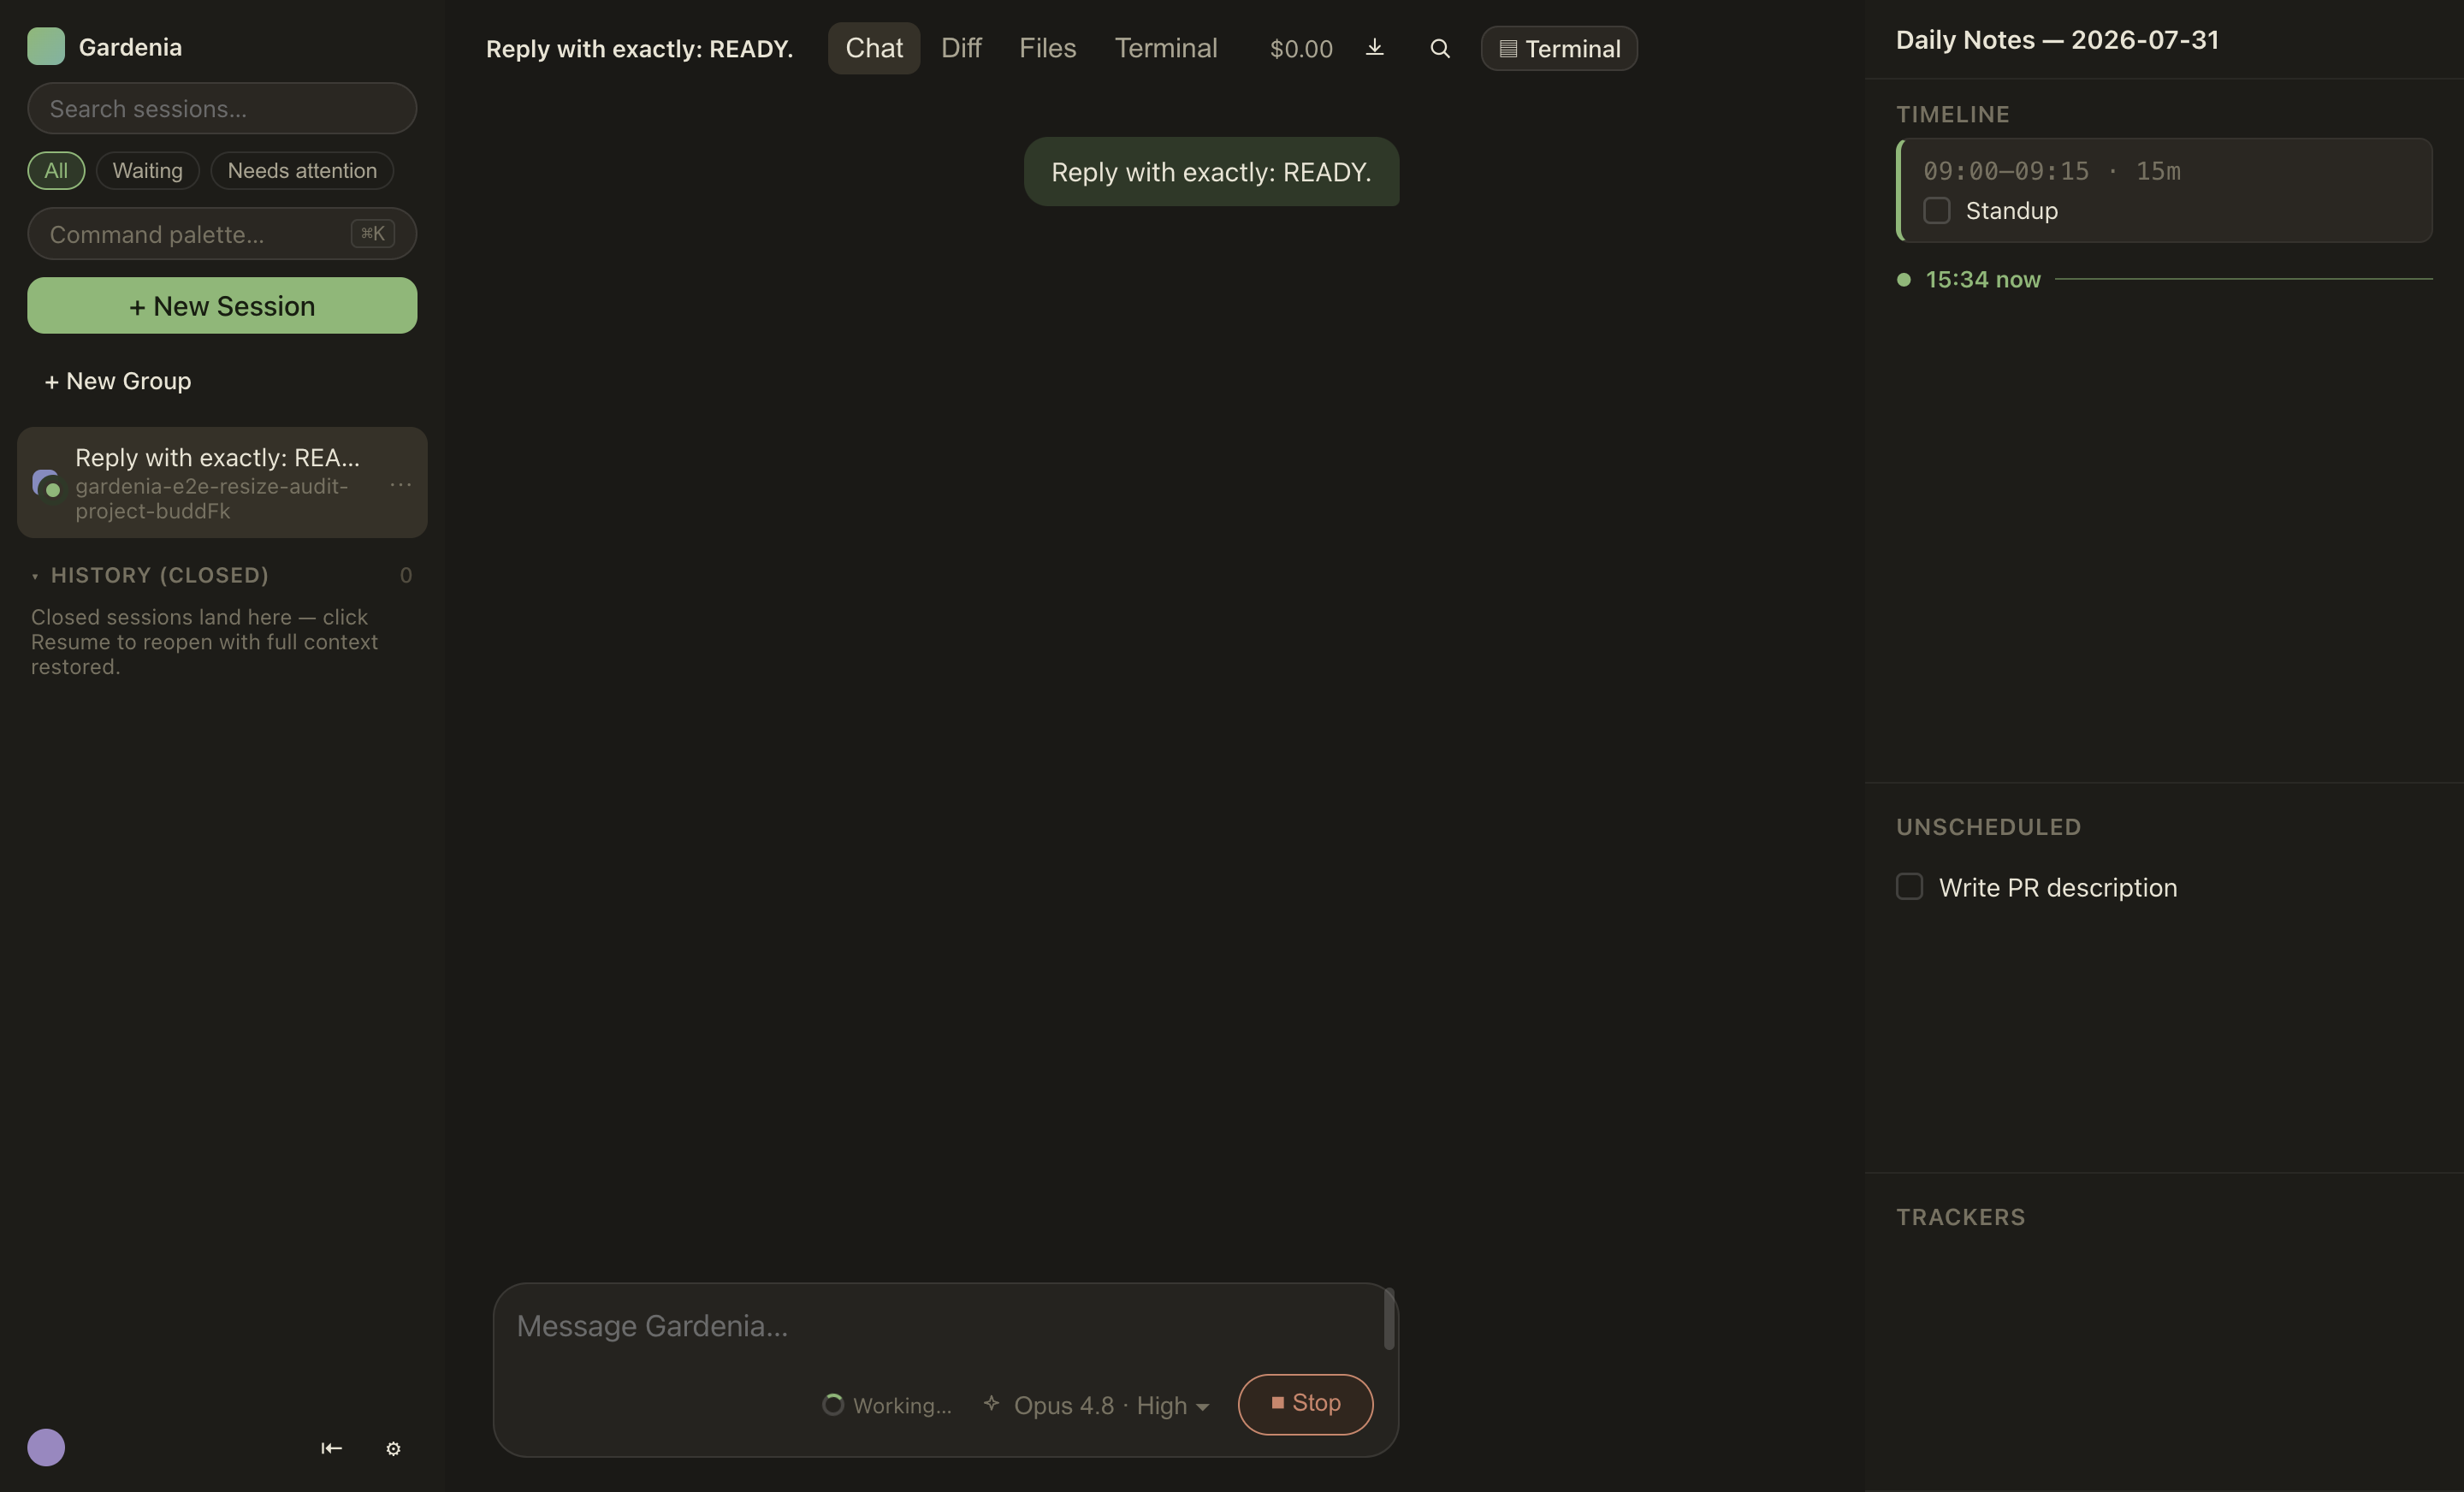 Gardenia
Search sessions...
All Waiting Needs attention
Command palette... ⌘K
+ New Session
+ New Group
Reply with exactly: REA...
gardenia-e2e-resize-audit-
project-buddFk
HISTORY (CLOSED) 0
Closed sessions land here — click
Resume to reopen with full context
restored.
Reply with exactly: READY. Chat Diff Files Terminal $0.00 Terminal
Reply with exactly: READY.
Message Gardenia...
Working... Opus 4.8 · High Stop
Daily Notes — 2026-07-31
TIMELINE
09:00–09:15 · 15m
Standup
15:34 now
UNSCHEDULED
Write PR description
TRACKERS